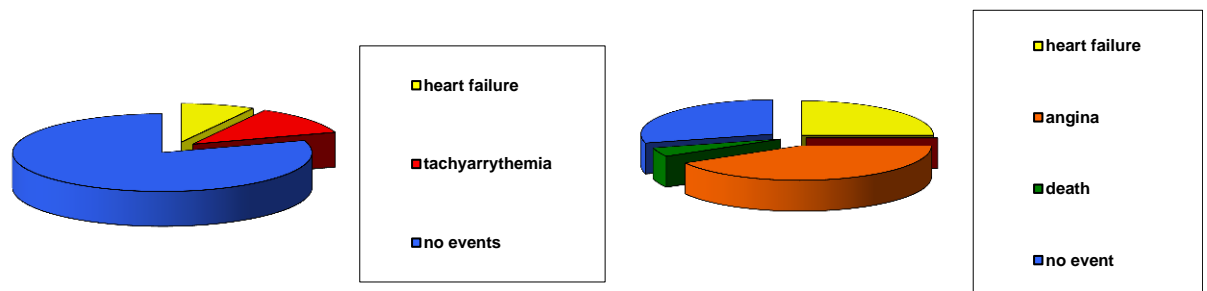 heart failure
tachyarrythemia
no events
heart failure
angina
death
no event